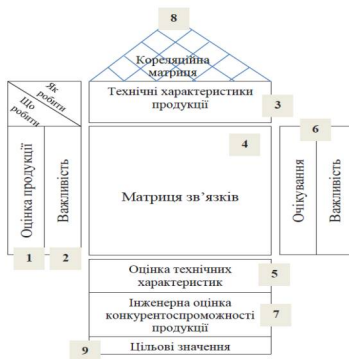 8
Кореляційна
матриця
Як
робити
Що
робити
Технічні характеристики
продукції
3
4
6
Оцінка продукції
Важливість
Матриця зв’язків
Очікування
Важливість
1
2
Оцінка технічних
характеристик
5
Інженерна оцінка
конкурентоспроможності
продукції
7
9
Цільові значення